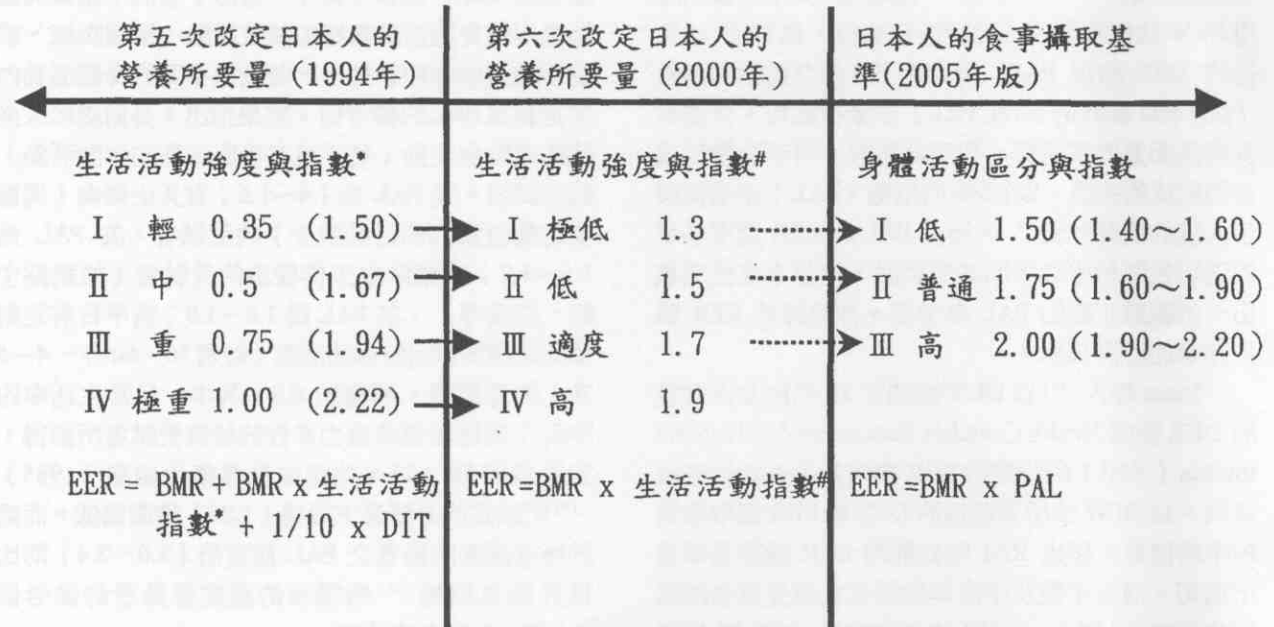 第五次改定日本人的
營養所要量 (1994年)
生活活動強度與指數*
Ⅰ 輕 0.35 (1.50)
Ⅱ 中 0.5 (1.67)
Ⅲ 重 0.75 (1.94)
Ⅳ 極重 1.00 (2.22)
EER = BMR + BMR x 生活活動
指數* + 1/10 x DIT
第六次改定日本人的
營養所要量 (2000年)
生活活動強度與指數#
Ⅰ 極低 1.3
Ⅱ 低 1.5
Ⅲ 適度 1.7
Ⅳ 高 1.9
EER=BMR x 生活活動指數#
日本人的食事攝取基
準(2005年版)
身體活動區分與指數
Ⅰ 低 1.50 (1.40～1.60)
Ⅱ 普通 1.75 (1.60～1.90)
Ⅲ 高 2.00 (1.90～2.20)
EER =BMR x PAL